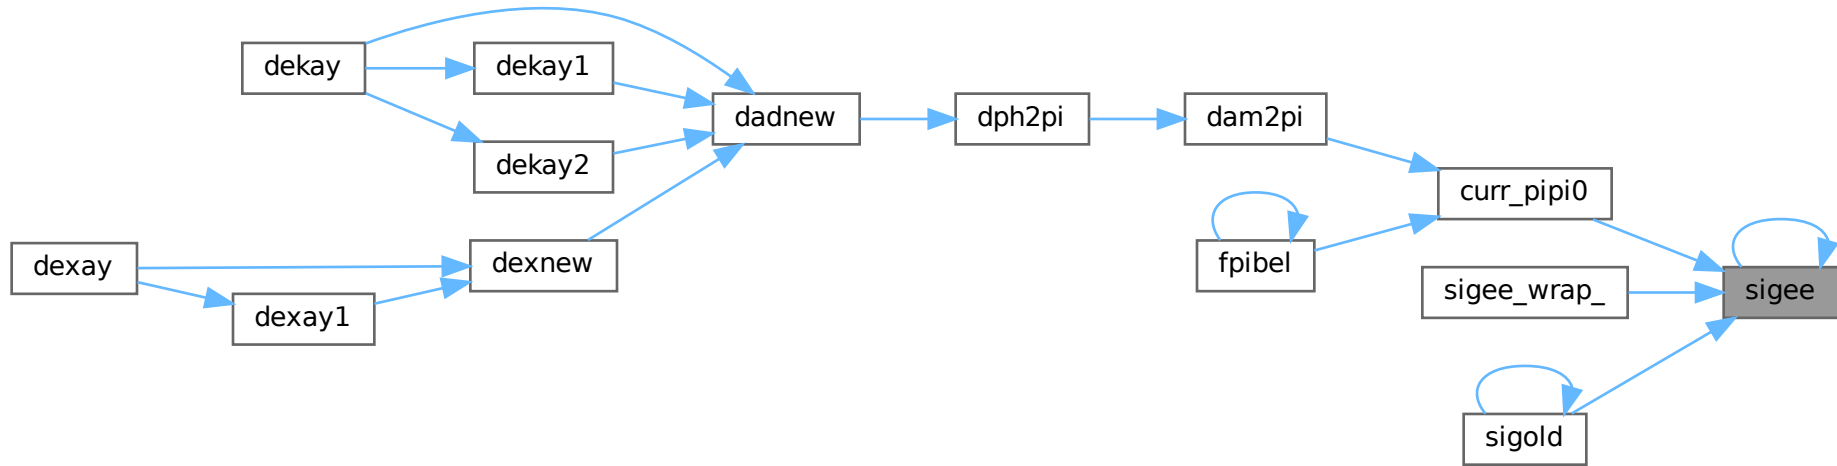 dekay
dekay1
dadnew
dph2pi
dam2pi
dekay2
curr_pipi0
dexay
dexnew
fpibel
sigee_wrap_
sigee
dexay1
sigold